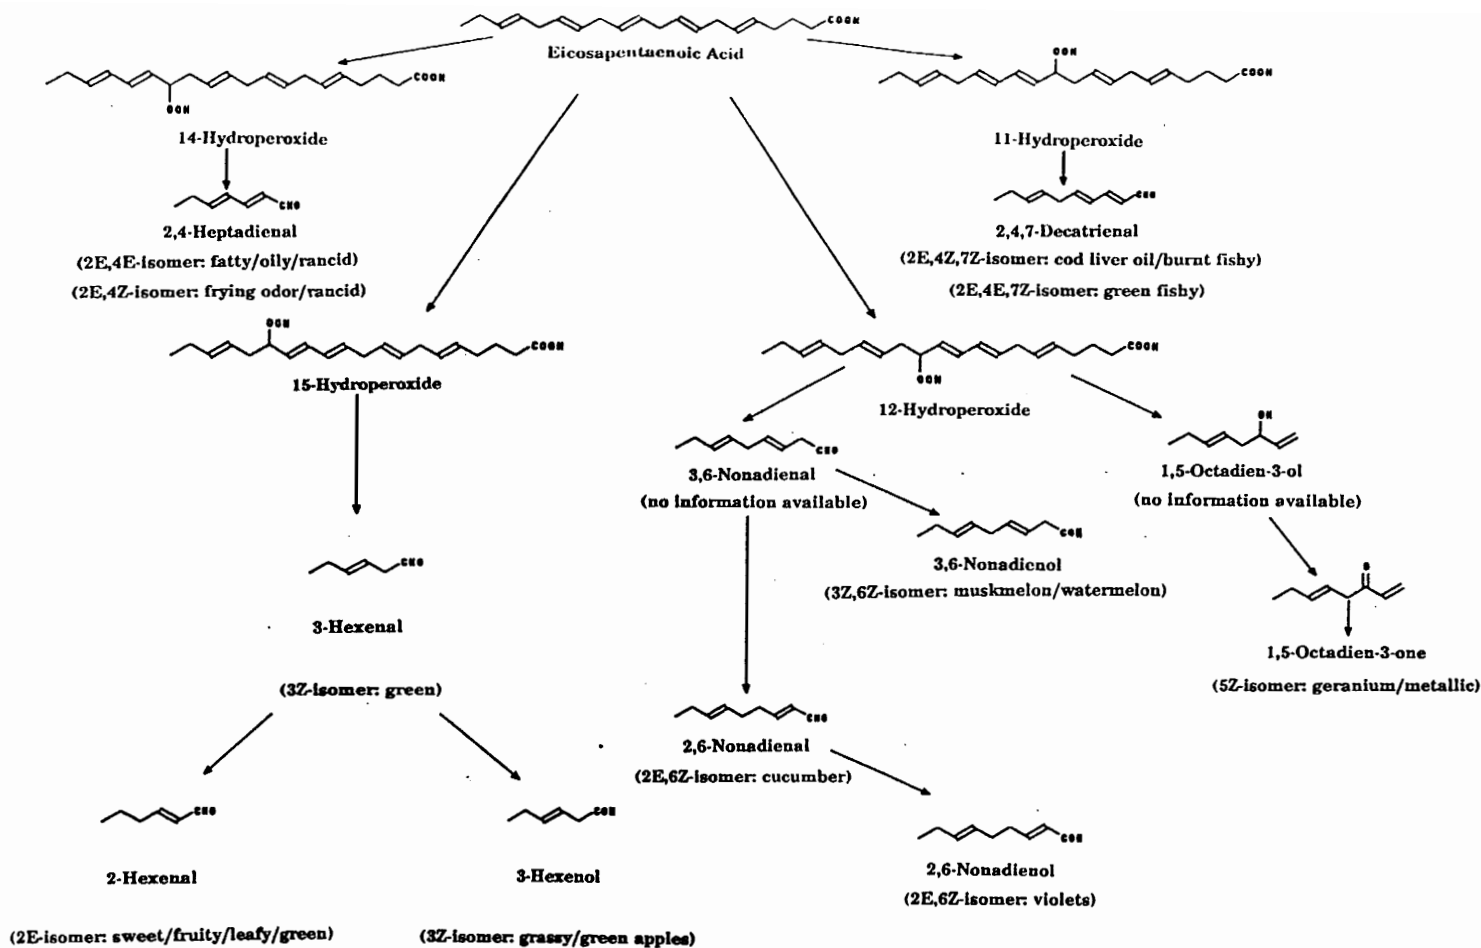 COOH
Eicosapentaenoic Acid
COOH
OOH
14-Hydroperoxide
OOH
COOH
11-Hydroperoxide
CHO
2,4-Heptadienal
(2E,4E-isomer: fatty/oily/rancid)
(2E,4Z-isomer: frying odor/rancid)
CHO
2,4,7-Decatrienal
(2E,4Z,7Z-isomer: cod liver oil/burnt fishy)
(2E,4E,7Z-isomer: green fishy)
OOH
COOH
15-Hydroperoxide
COOH
OOH
12-Hydroperoxide
CHO
3,6-Nonadienal
(no information available)
OH
1,5-Octadien-3-ol
(no information available)
COH
3,6-Nonadienol
(3Z,6Z-isomer: muskmelon/watermelon)
CHO
3-Hexenal
(3Z-isomer: green)
O
1,5-Octadien-3-one
(5Z-isomer: geranium/metallic)
CHO
2,6-Nonadienal
(2E,6Z-isomer: cucumber)
CHO
2-Hexenal
(2E-isomer: sweet/fruity/leafy/green)
COH
3-Hexenol
(3Z-isomer: grassy/green apples)
COH
2,6-Nonadienol
(2E,6Z-isomer: violets)